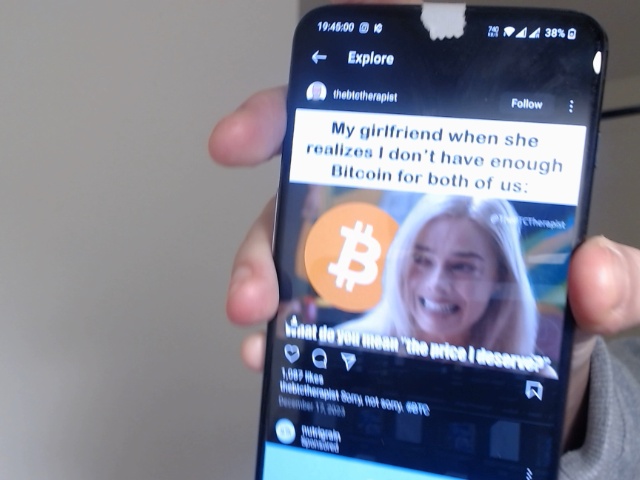 19:45:00
38%
Explore
thebtctherapist
Follow
My girlfriend when she
realizes I don't have enough
Bitcoin for both of us:
@TheBTCTherapist
What do you mean "the price I deserve?"
1,087 likes
thebtctherapist Sorry, not sorry. #BTC
December 17, 2023
nutrigrain
Sponsored